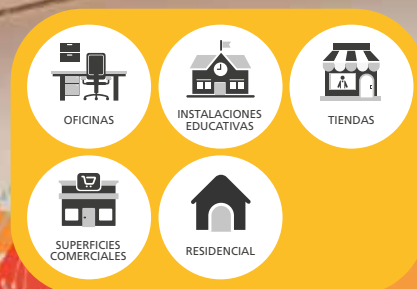 OFICINAS
INSTALACIONES
EDUCATIVAS
TIENDAS
SUPERFICIES
COMERCIALES
RESIDENCIAL